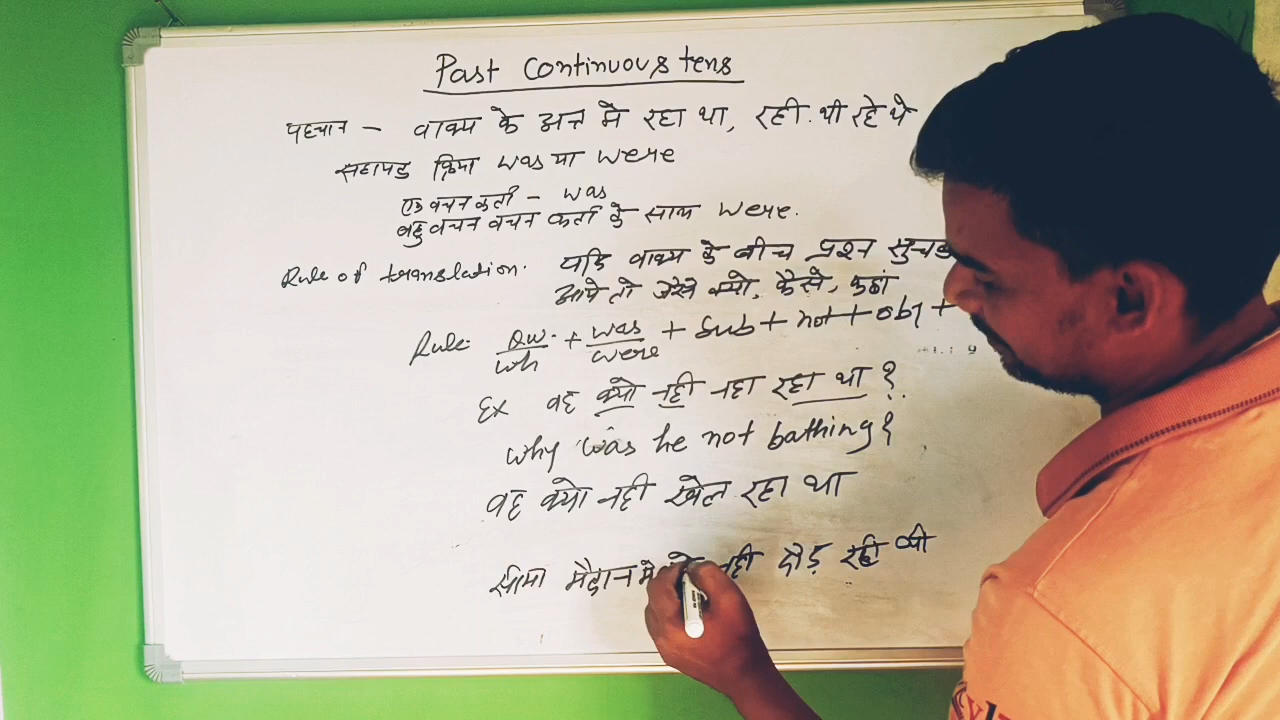 Past Continuous tens
पहचान – वाक्य के अन्त मे रहा था, रही थी रहे थे
सहायक क्रिया was या were
एक वचन कर्ता – was
बहु वचन वचन कर्ता के साथ were.
Rule of translation. यदि वाक्य के बीच प्रश्न सुचक
आये तो जैसे क्यो, कैसे, कहां
Rule: Qw. + was + Sub + not + obj +
wh were
Ex वह क्यो नही नहा रहा था ?
why was he not bathing?
वह क्यो नही खेल रहा था
सीमा मैदान मे नही दौड़ रही थी